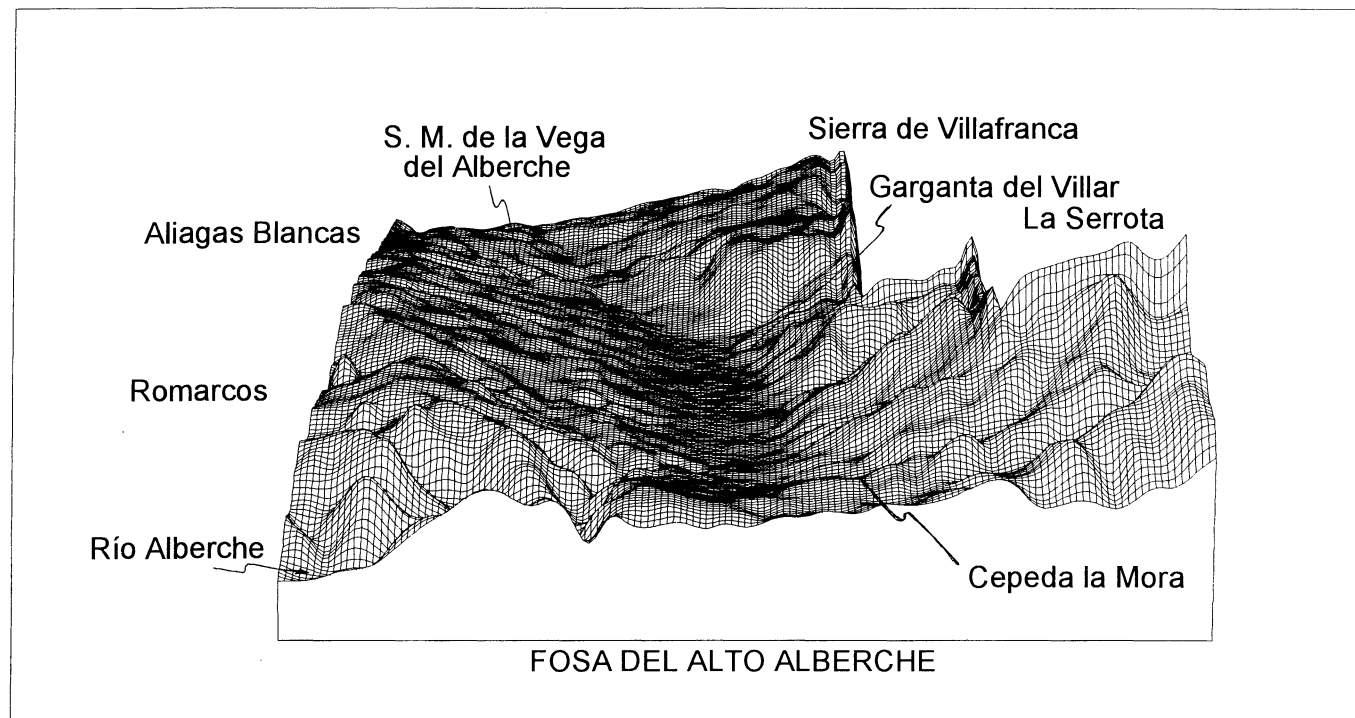 Sierra de Villafranca
S. M. de la Vega
del Alberche
Garganta del Villar
La Serrota
Aliagas Blancas
Romarcos
Río Alberche
Cepeda la Mora
FOSA DEL ALTO ALBERCHE